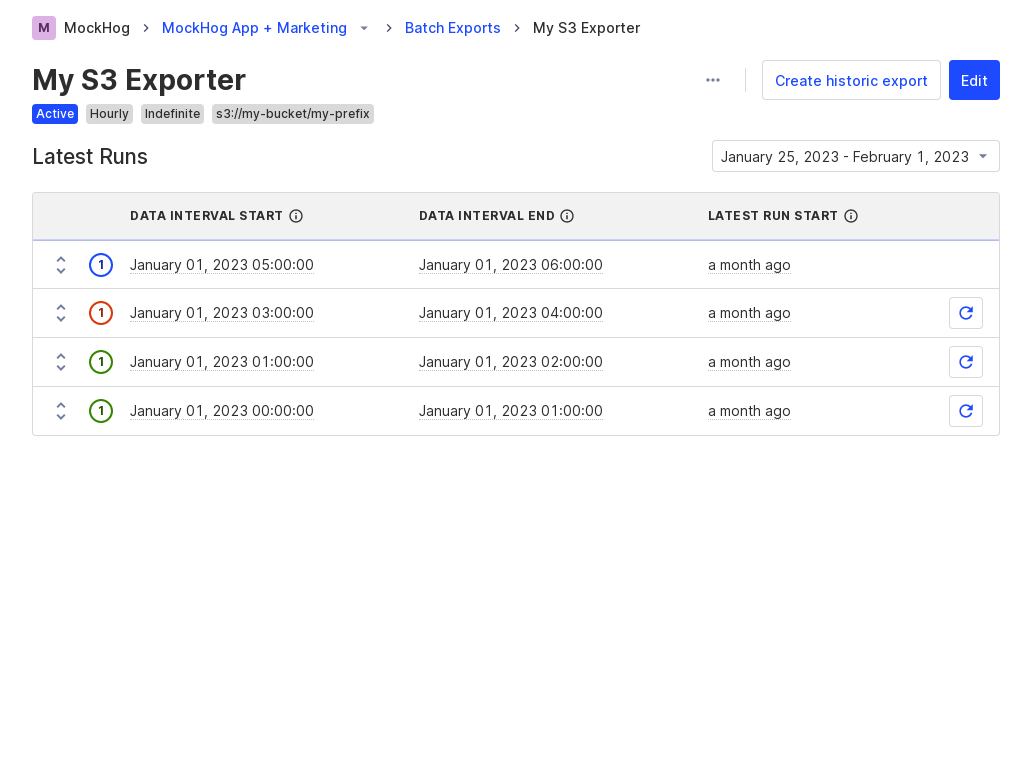 M MockHog MockHog App + Marketing Batch Exports My S3 Exporter
My S3 Exporter
Create historic export Edit
Active Hourly Indefinite s3://my-bucket/my-prefix
Latest Runs January 25, 2023 - February 1, 2023
DATA INTERVAL START DATA INTERVAL END LATEST RUN START
1 January 01, 2023 05:00:00 January 01, 2023 06:00:00 a month ago
1 January 01, 2023 03:00:00 January 01, 2023 04:00:00 a month ago
1 January 01, 2023 01:00:00 January 01, 2023 02:00:00 a month ago
1 January 01, 2023 00:00:00 January 01, 2023 01:00:00 a month ago